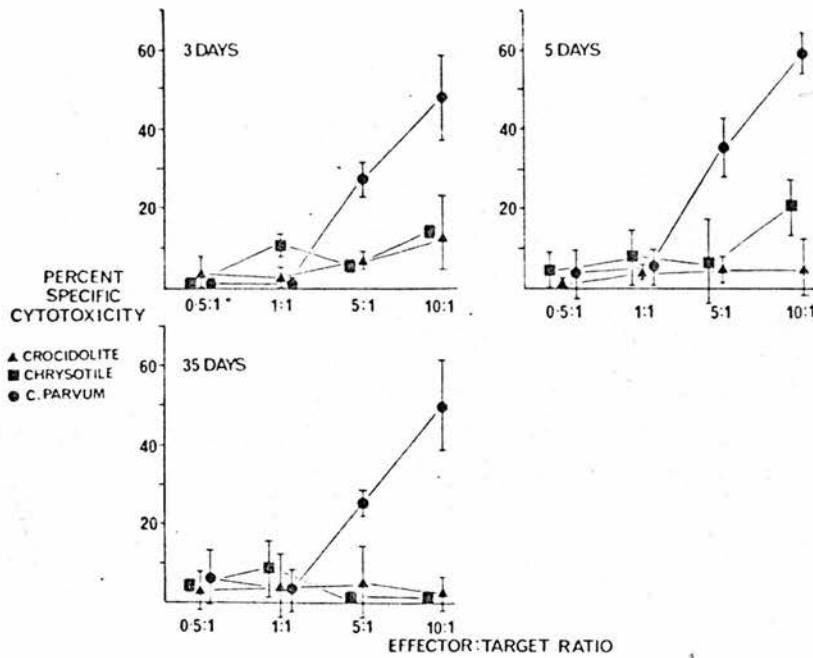 3 DAYS
60
40
20
0·5:1
1:1
5:1
10:1
5 DAYS
60
40
20
0·5:1
1:1
5:1
10:1
PERCENT
SPECIFIC
CYTOTOXICITY
▲ CROCIDOLITE
■ CHRYSOTILE
● C. PARVUM
35 DAYS
60
40
20
0·5:1
1:1
5:1
10:1
EFFECTOR:TARGET RATIO